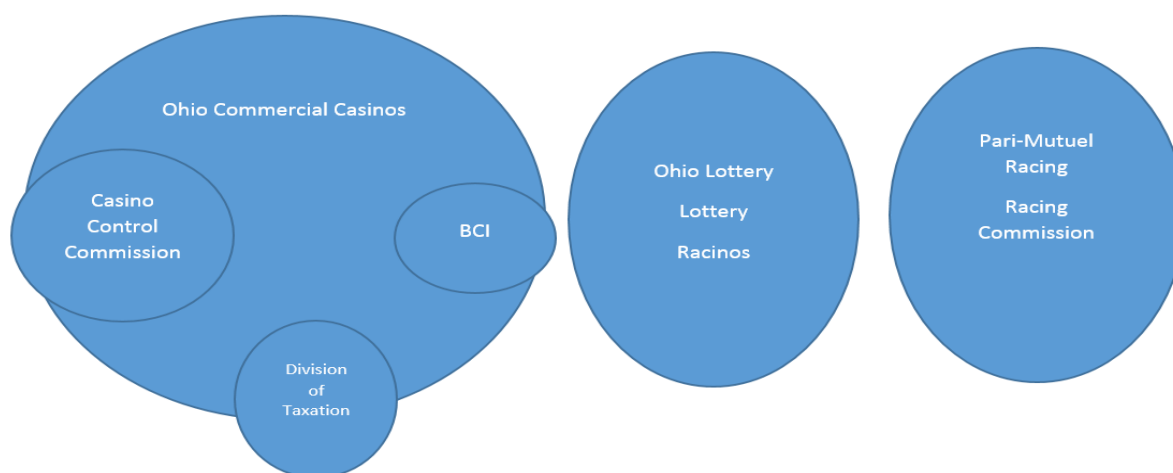 Ohio Commercial Casinos
Casino
Control
Commission
BCI
Division
of
Taxation
Ohio Lottery
Lottery
Racinos
Pari-Mutuel
Racing
Racing
Commission